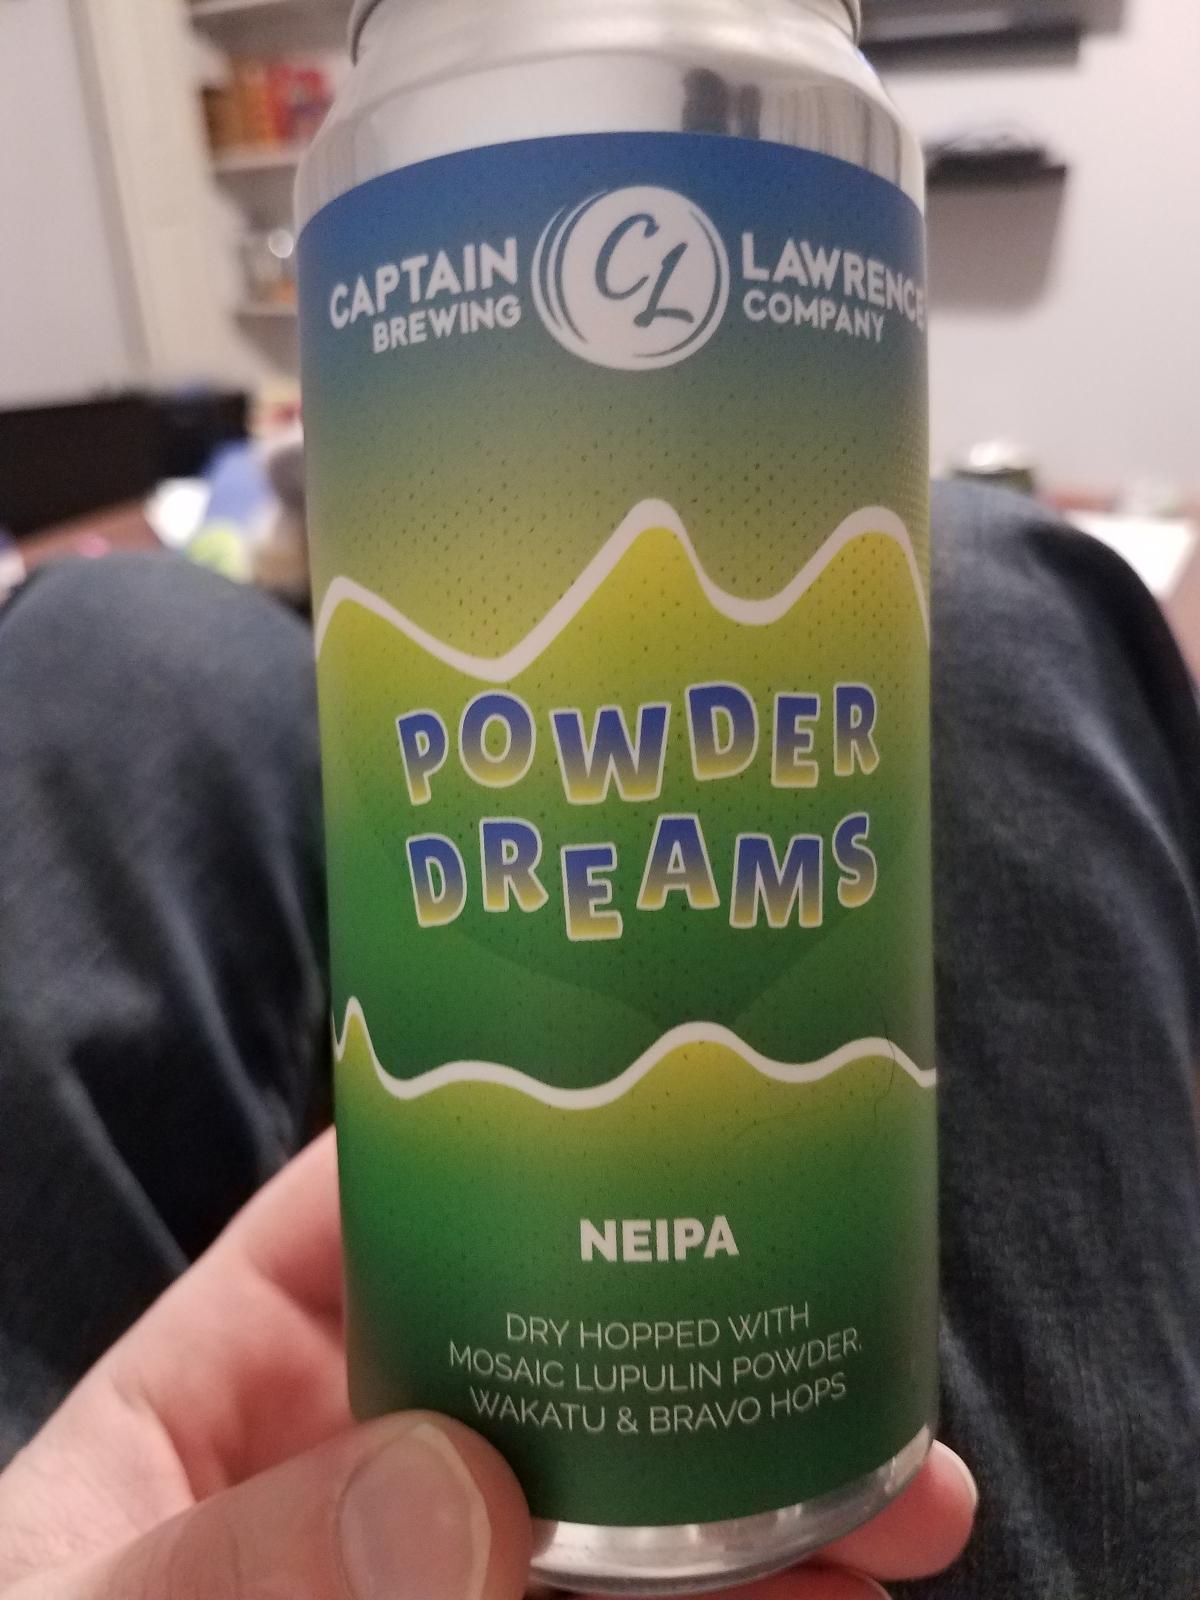 CAPTAIN CL LAWRENCE
BREWING COMPANY
POWDER
DREAMS
NEIPA
DRY HOPPED WITH
MOSAIC LUPULIN POWDER,
WAKATU & BRAVO HOPS